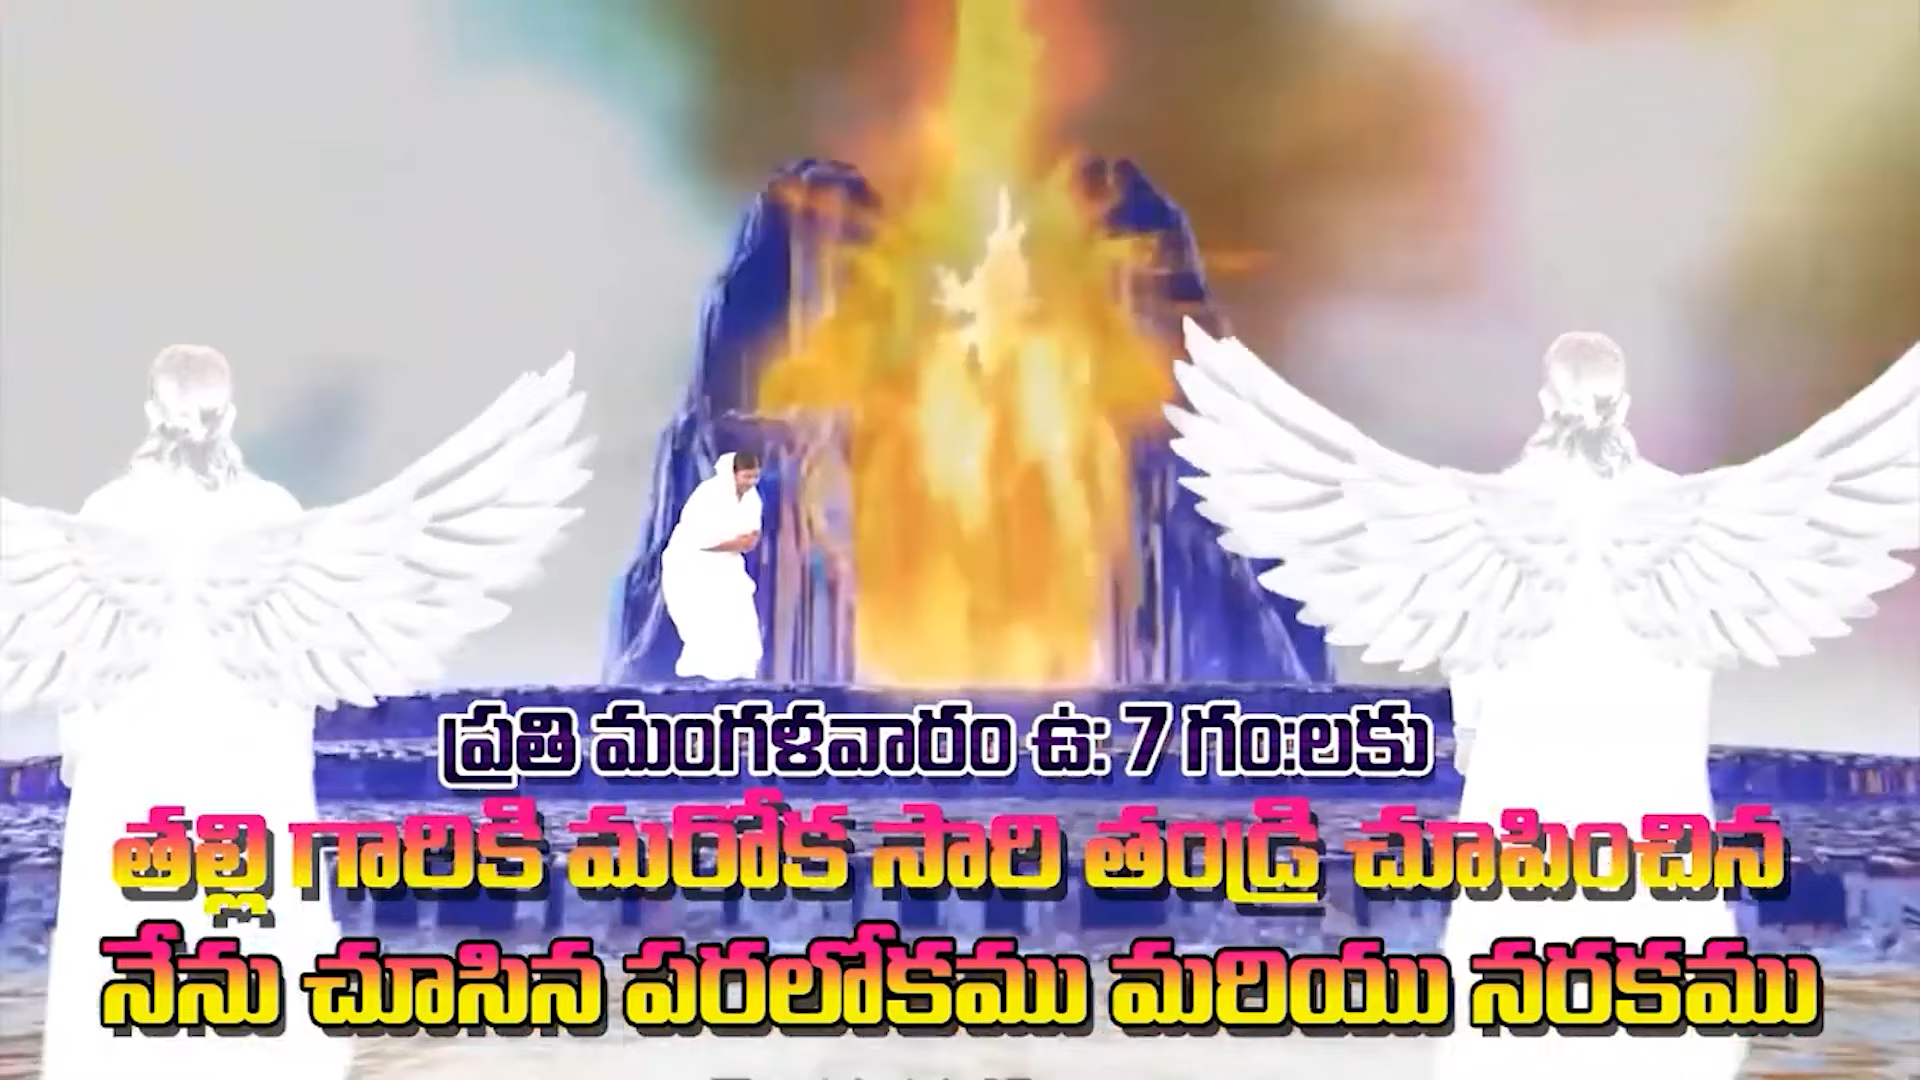 ప్రతి మంగళవారం ఉ: 7 గం:లకు
తల్లి గారికి మరోక సారి తండ్రి చూపించిన
నేను చూసిన పరలోకము మరియు నరకము